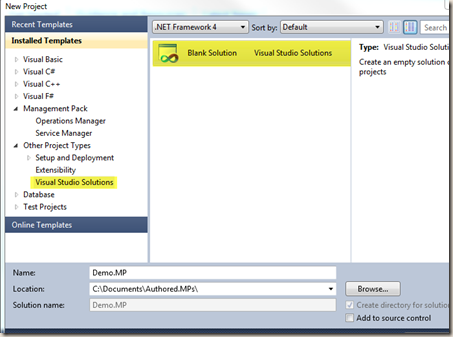 New Project
Recent Templates
.NET Framework 4
Sort by:
Default
Search
Installed Templates
Visual Basic
Visual C#
Visual C++
Visual F#
Management Pack
Operations Manager
Service Manager
Other Project Types
Setup and Deployment
Extensibility
Visual Studio Solutions
Database
Test Projects
Online Templates
Blank Solution
Visual Studio Solutions
Type: Visual Studio
Create an empty solution
projects
Name:
Demo.MP
Location:
C:\Documents\Authored.MPs\
Browse...
Solution name:
Demo.MP
Create directory for
Add to source control